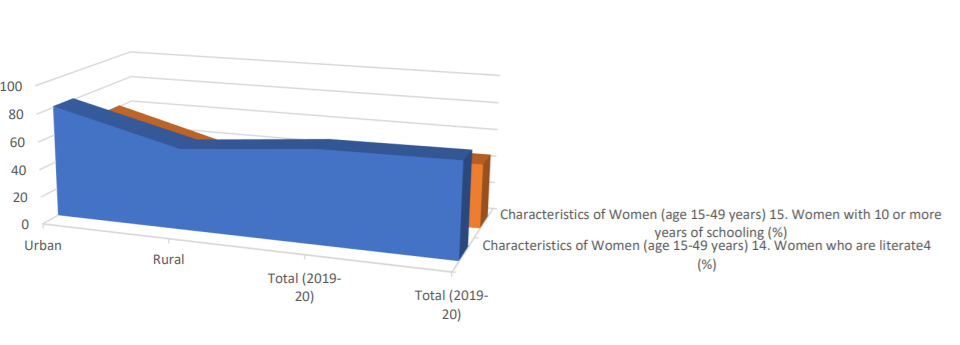 100
80
60
40
20
0
Urban
Rural
Total (2019-
20)
Total (2019-
20)
Characteristics of Women (age 15-49 years) 15. Women with 10 or more
years of schooling (%)
Characteristics of Women (age 15-49 years) 14. Women who are literate4
(%)